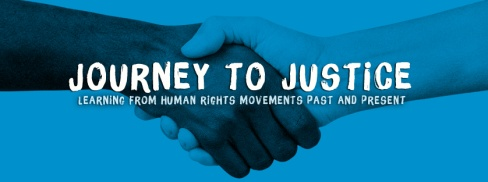 JOURNEY TO JUSTICE
LEARNING FROM HUMAN RIGHTS MOVEMENTS PAST AND PRESENT